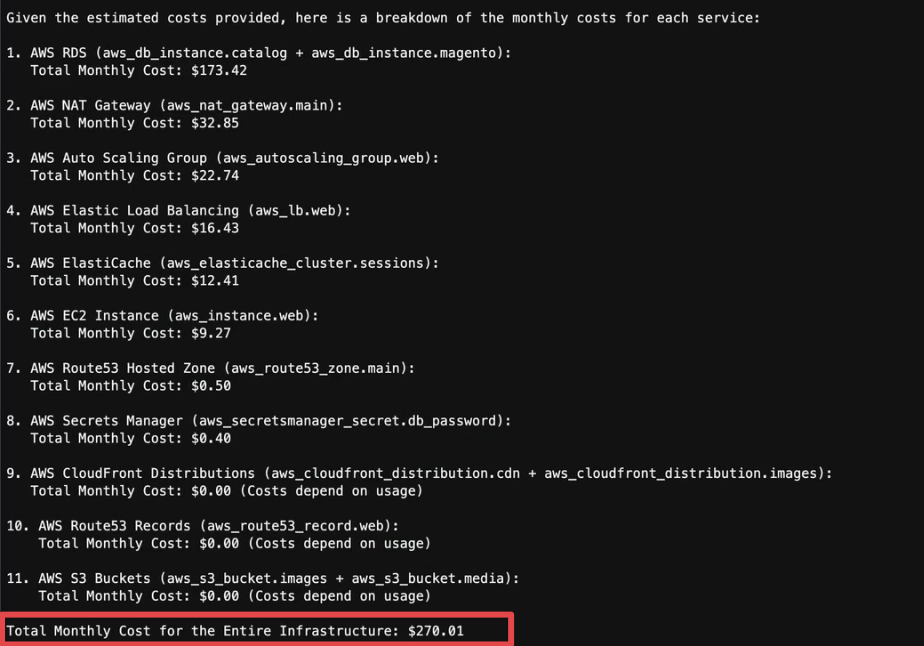 Given the estimated costs provided, here is a breakdown of the monthly costs for each service:
1. AWS RDS (aws_db_instance.catalog + aws_db_instance.magento):
Total Monthly Cost: $173.42
2. AWS NAT Gateway (aws_nat_gateway.main):
Total Monthly Cost: $32.85
3. AWS Auto Scaling Group (aws_autoscaling_group.web):
Total Monthly Cost: $22.74
4. AWS Elastic Load Balancing (aws_lb.web):
Total Monthly Cost: $16.43
5. AWS ElastiCache (aws_elasticache_cluster.sessions):
Total Monthly Cost: $12.41
6. AWS EC2 Instance (aws_instance.web):
Total Monthly Cost: $9.27
7. AWS Route53 Hosted Zone (aws_route53_zone.main):
Total Monthly Cost: $0.50
8. AWS Secrets Manager (aws_secretsmanager_secret.db_password):
Total Monthly Cost: $0.40
9. AWS CloudFront Distributions (aws_cloudfront_distribution.cdn + aws_cloudfront_distribution.images):
Total Monthly Cost: $0.00 (Costs depend on usage)
10. AWS Route53 Records (aws_route53_record.web):
Total Monthly Cost: $0.00 (Costs depend on usage)
11. AWS S3 Buckets (aws_s3_bucket.images + aws_s3_bucket.media):
Total Monthly Cost: $0.00 (Costs depend on usage)
Total Monthly Cost for the Entire Infrastructure: $270.01